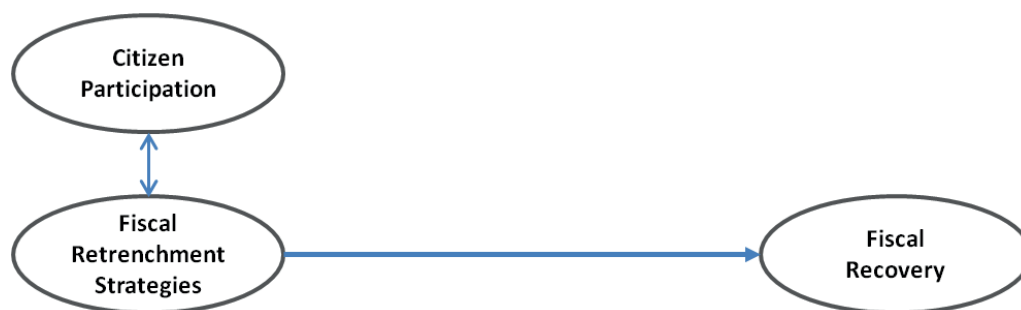 Citizen
Participation
Fiscal
Retrenchment
Strategies
Fiscal
Recovery